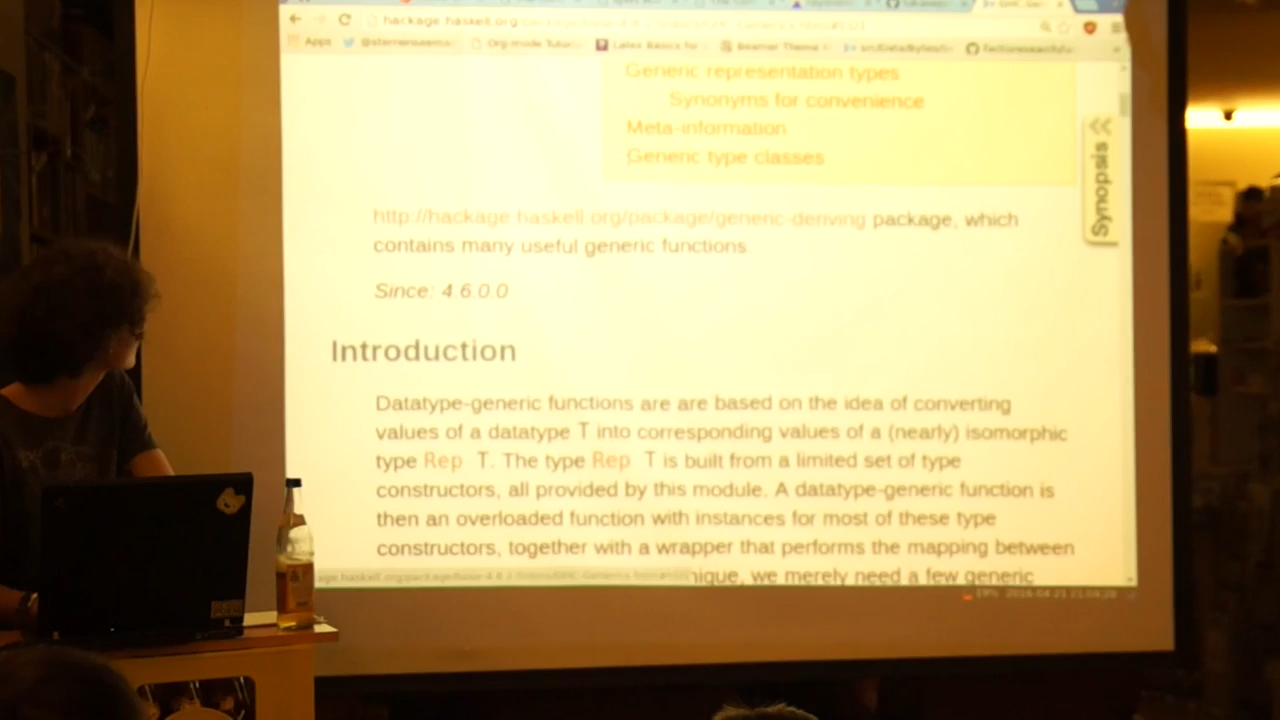 hackage.haskell.org
Apps
Generic representation types
Synonyms for convenience
Meta-information
Generic type classes
Synopsis
http://hackage.haskell.org/package/generic-deriving package, which
contains many useful generic functions.
Since: 4.6.0.0
Introduction
Datatype-generic functions are are based on the idea of converting
values of a datatype T into corresponding values of a (nearly) isomorphic
type Rep T. The type Rep T is built from a limited set of type
constructors, all provided by this module. A datatype-generic function is
then an overloaded function with instances for most of these type
constructors, together with a wrapper that performs the mapping between
we merely need a few generic
19%